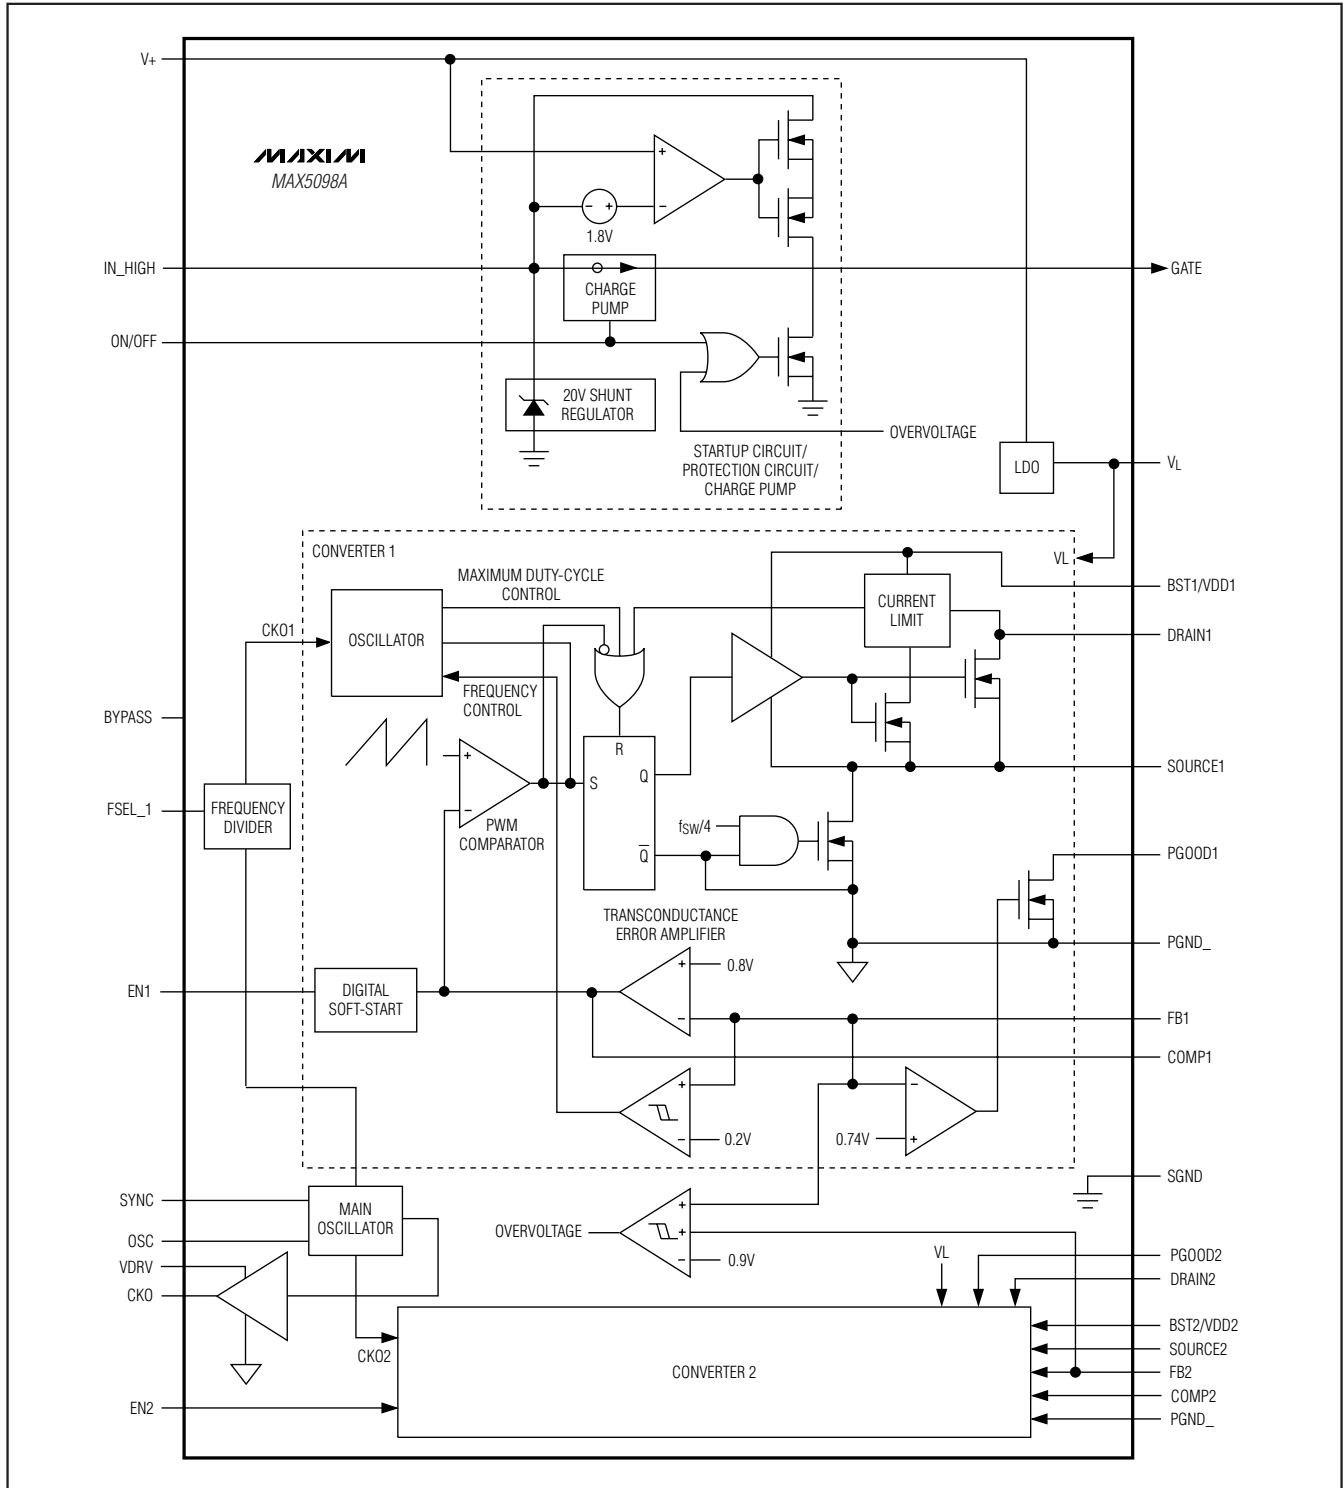 V+
MAXIM
MAX5098A
+
−
− +
1.8V
IN_HIGH
CHARGE
PUMP
GATE
ON/OFF
20V SHUNT
REGULATOR
OVERVOLTAGE
STARTUP CIRCUIT/
PROTECTION CIRCUIT/
CHARGE PUMP
LDO
VL
CONVERTER 1
VL
MAXIMUM DUTY-CYCLE
CONTROL
BST1/VDD1
CURRENT
LIMIT
CKO1
OSCILLATOR
DRAIN1
FREQUENCY
CONTROL
BYPASS
R
+
−
S
Q
SOURCE1
FSEL_1
FREQUENCY
DIVIDER
PWM
COMPARATOR
fSW/4
Q̅
PGOOD1
TRANSCONDUCTANCE
ERROR AMPLIFIER
PGND_
+
0.8V
EN1
DIGITAL
SOFT-START
−
FB1
COMP1
+
−
0.2V
−
0.74V
+
SGND
SYNC
MAIN
OSCILLATOR
OSC
OVERVOLTAGE
+
+
−
0.9V
VDRV
CKO
VL
PGOOD2
DRAIN2
CKO2
CONVERTER 2
BST2/VDD2
SOURCE2
FB2
COMP2
PGND_
EN2